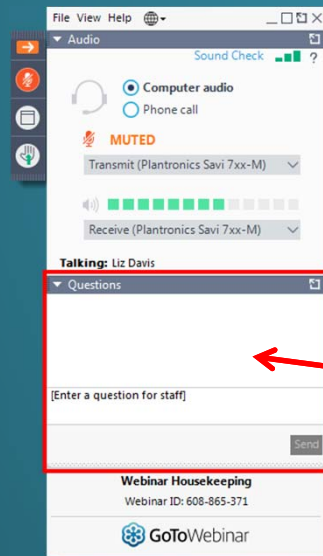 File View Help
Audio
Sound Check ?
Computer audio
Phone call
MUTED
Transmit (Plantronics Savi 7xx-M)
Receive (Plantronics Savi 7xx-M)
Talking: Liz Davis
Questions
[Enter a question for staff]
Send
Webinar Housekeeping
Webinar ID: 608-865-371
GoToWebinar